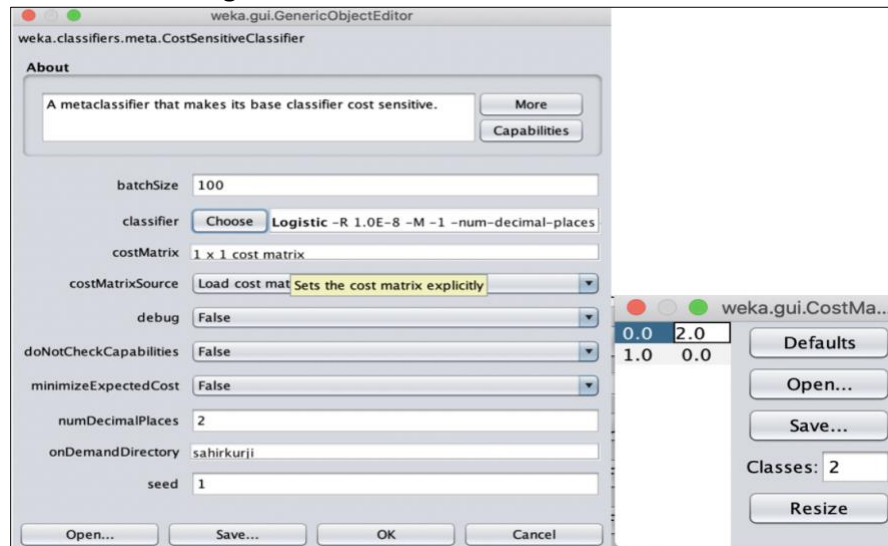 weka.gui.GenericObjectEditor
weka.classifiers.meta.CostSensitiveClassifier
About
A metaclassifier that makes its base classifier cost sensitive.
More
Capabilities
batchSize 100
classifier Choose Logistic -R 1.0E-8 -M -1 -num-decimal-places
costMatrix 1 x 1 cost matrix
costMatrixSource Load cost mat Sets the cost matrix explicitly
debug False
doNotCheckCapabilities False
minimizeExpectedCost False
numDecimalPlaces 2
onDemandDirectory sahirkurji
seed 1
Open... Save... OK Cancel
weka.gui.CostMa...
0.0 2.0
1.0 0.0
Defaults
Open...
Save...
Classes: 2
Resize